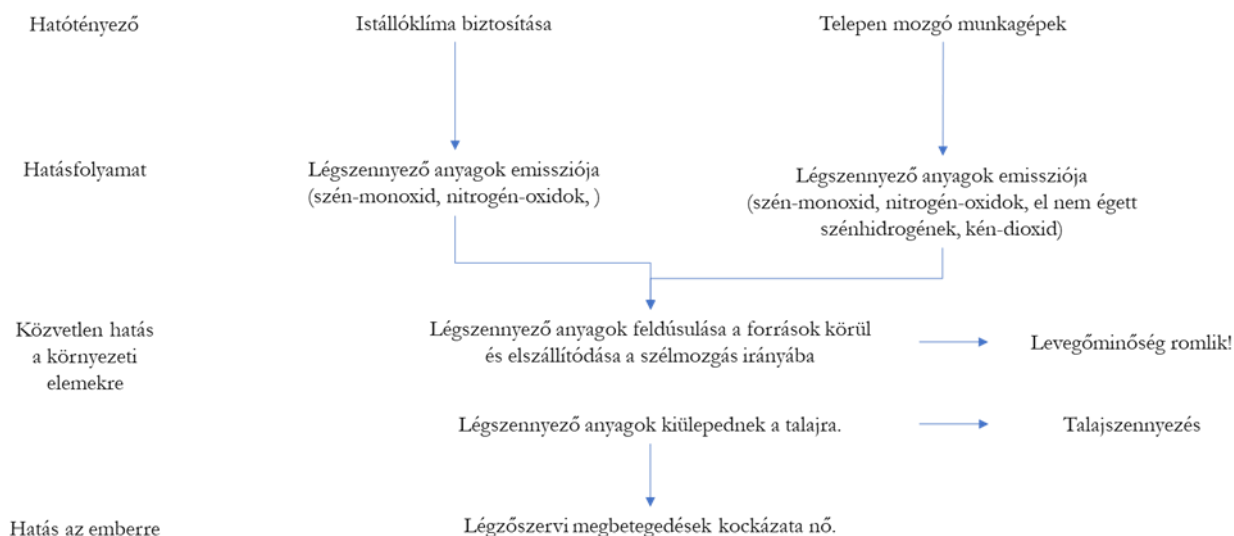 Hatótényező
Istállóklíma biztosítása
Telepen mozgó munkagépek
Hatásfolyamat
Légszennyező anyagok emissziója
(szén-monoxid, nitrogén-oxidok, )
Légszennyező anyagok emissziója
(szén-monoxid, nitrogén-oxidok, el nem égett
szénhidrogének, kén-dioxid)
Közvetlen hatás
a környezeti
elemekre
Légszennyező anyagok feldúsulása a források körül
és elszállítódása a szélmozgás irányába
Levegőminőség romlik!
Légszennyező anyagok kiülepednek a talajra.
Talajszennyezés
Hatás az emberre
Légzőszervi megbetegedések kockázata nő.